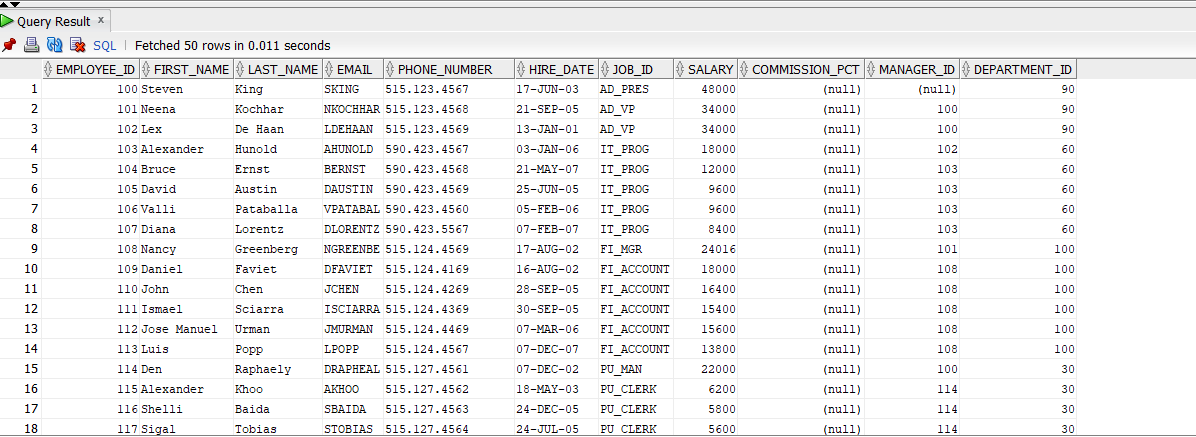 Query Result x
SQL | Fetched 50 rows in 0.011 seconds
EMPLOYEE_ID FIRST_NAME LAST_NAME EMAIL PHONE_NUMBER HIRE_DATE JOB_ID SALARY COMMISSION_PCT MANAGER_ID DEPARTMENT_ID
1 100 Steven King SKING 515.123.4567 17-JUN-03 AD_PRES 48000 (null) (null) 90
2 101 Neena Kochhar NKOCHHAR 515.123.4568 21-SEP-05 AD_VP 34000 (null) 100 90
3 102 Lex De Haan LDEHAAN 515.123.4569 13-JAN-01 AD_VP 34000 (null) 100 90
4 103 Alexander Hunold AHUNOLD 590.423.4567 03-JAN-06 IT_PROG 18000 (null) 102 60
5 104 Bruce Ernst BERNST 590.423.4568 21-MAY-07 IT_PROG 12000 (null) 103 60
6 105 David Austin DAUSTIN 590.423.4569 25-JUN-05 IT_PROG 9600 (null) 103 60
7 106 Valli Pataballa VPATABAL 590.423.4560 05-FEB-06 IT_PROG 9600 (null) 103 60
8 107 Diana Lorentz DLORENTZ 590.423.5567 07-FEB-07 IT_PROG 8400 (null) 103 60
9 108 Nancy Greenberg NGREENBE 515.124.4569 17-AUG-02 FI_MGR 24016 (null) 101 100
10 109 Daniel Faviet DFAVIET 515.124.4169 16-AUG-02 FI_ACCOUNT 18000 (null) 108 100
11 110 John Chen JCHEN 515.124.4269 28-SEP-05 FI_ACCOUNT 16400 (null) 108 100
12 111 Ismael Sciarra ISCIARRA 515.124.4369 30-SEP-05 FI_ACCOUNT 15400 (null) 108 100
13 112 Jose Manuel Urman JMURMAN 515.124.4469 07-MAR-06 FI_ACCOUNT 15600 (null) 108 100
14 113 Luis Popp LPOPP 515.124.4567 07-DEC-07 FI_ACCOUNT 13800 (null) 108 100
15 114 Den Raphaely DRAPHEAL 515.127.4561 07-DEC-02 PU_MAN 22000 (null) 100 30
16 115 Alexander Khoo AKHOO 515.127.4562 18-MAY-03 PU_CLERK 6200 (null) 114 30
17 116 Shelli Baida SBAIDA 515.127.4563 24-DEC-05 PU_CLERK 5800 (null) 114 30
18 117 Sigal Tobias STOBIAS 515.127.4564 24-JUL-05 PU_CLERK 5600 (null) 114 30